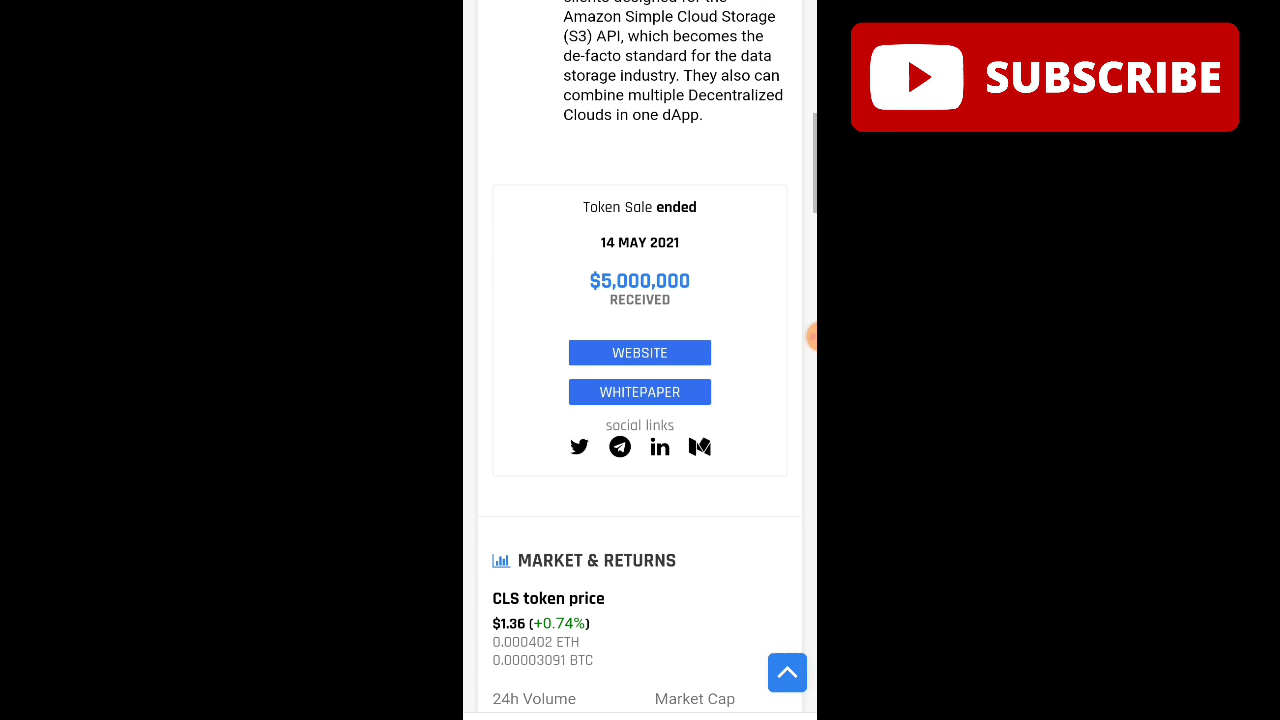 Amazon Simple Cloud Storage
(S3) API, which becomes the
de-facto standard for the data
storage industry. They also can
combine multiple Decentralized
Clouds in one dApp.
SUBSCRIBE
Token Sale ended
14 MAY 2021
$5,000,000
RECEIVED
WEBSITE
WHITEPAPER
social links
MARKET & RETURNS
CLS token price
$1.36 (+0.74%)
0.000402 ETH
0.00003091 BTC
24h Volume Market Cap